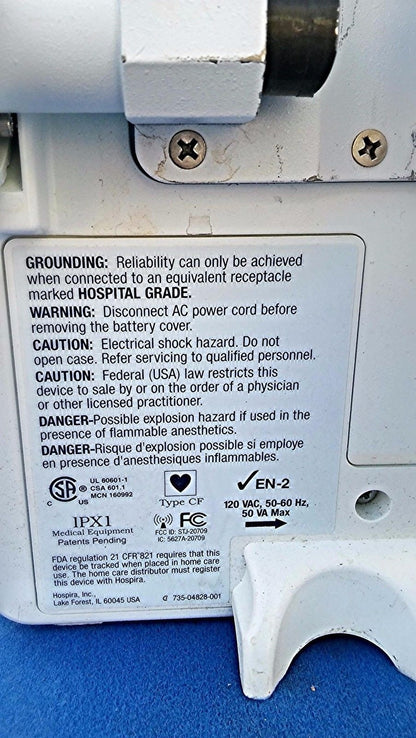 GROUNDING: Reliability can only be achieved
when connected to an equivalent receptacle
marked HOSPITAL GRADE.
WARNING: Disconnect AC power cord before
removing the battery cover.
CAUTION: Electrical shock hazard. Do not
open case. Refer servicing to qualified personnel.
CAUTION: Federal (USA) law restricts this
device to sale by or on the order of a physician
or other licensed practitioner.
DANGER-Possible explosion hazard if used in the
presence of flammable anesthetics.
DANGER-Risque d'explosion possible si employe
en presence d'anesthesiques inflammables.
SA ®
C US
UL 60601-1
CSA 601.1
MCN 160992
Type CF
EN-2
120 VAC, 50-60 Hz,
50 VA Max
IPX1
Medical Equipment
Patents Pending
FC
FCC ID: STJ-20709
IC: 5627A-20709
FDA regulation 21 CFR 821 requires that this
device be tracked when placed in home care
use. The home care distributor must register
this device with Hospira.
Hospira, Inc.,
Lake Forest, IL 60045 USA
735-04828-001